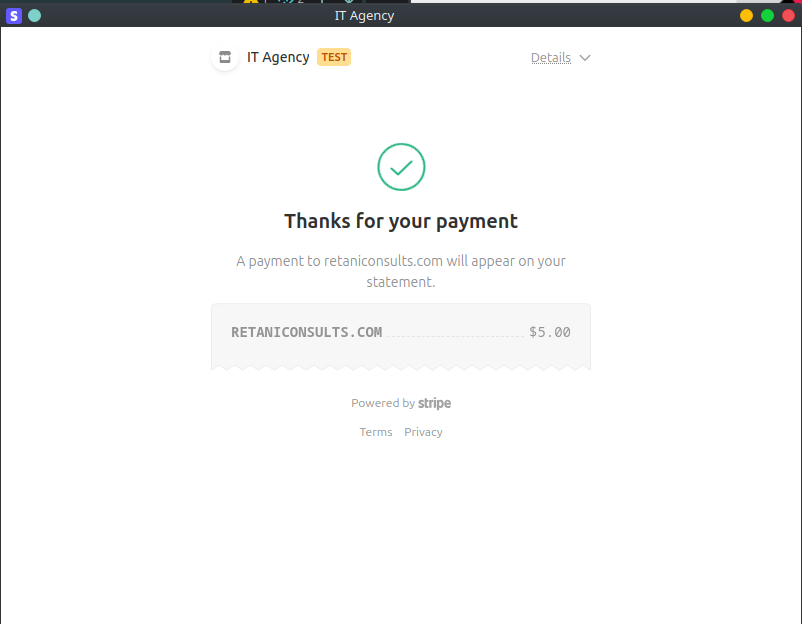 S
IT Agency
IT Agency TEST
Details
Thanks for your payment
A payment to retaniconsults.com will appear on your
statement.
RETANICONSULTS.COM $5.00
Powered by stripe
Terms Privacy